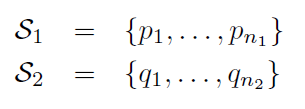 𝒮₁ = {p₁, . . . , pₙ₁}
𝒮₂ = {q₁, . . . , qₙ₂}